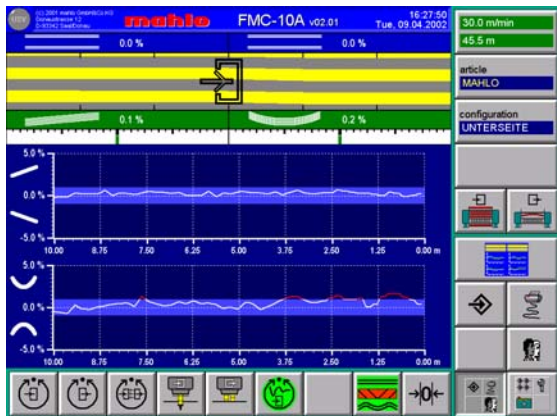 (c) 2001 mahlo GmbH&Co.KG
Donaustrasse 12
D-93342 Saal/Donau
mahlo
FMC-10A v02.01
16:27:50
Tue, 09.04.2002
30.0 m/min
45.5 m
0.0 %
0.0 %
article
MAHLO
0.1 %
0.2 %
configuration
UNTERSEITE
5.0 %
0.0 %
-5.0 %
10.00 8.75 7.50 6.25 5.00 3.75 2.50 1.25 0.00 m
5.0 %
0.0 %
-5.0 %
10.00 8.75 7.50 6.25 5.00 3.75 2.50 1.25 0.00 m
0